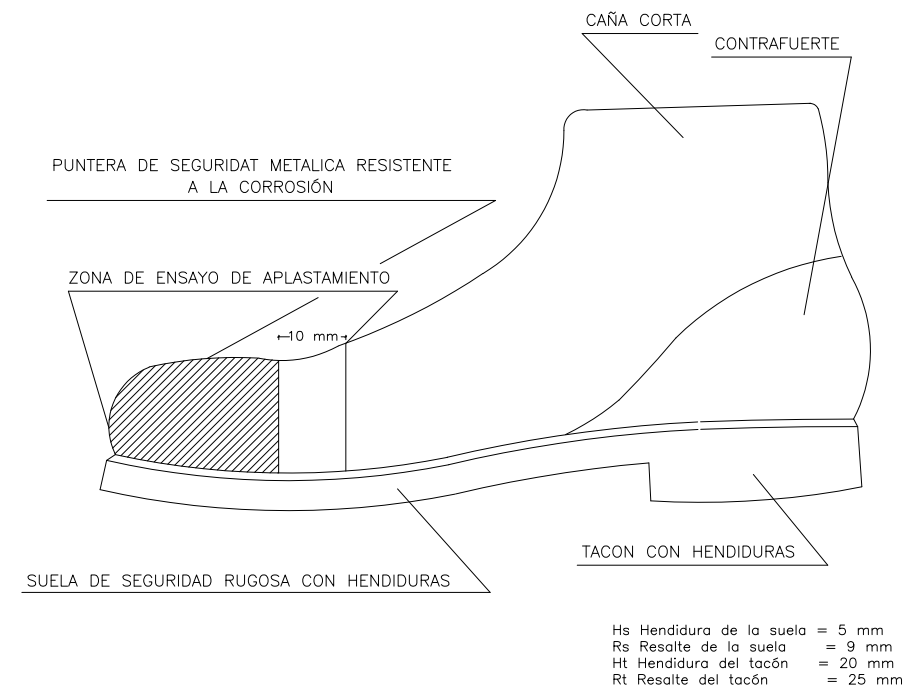 CAÑA CORTA
CONTRAFUERTE
PUNTERA DE SEGURIDAT METALICA RESISTENTE
A LA CORROSIÓN
ZONA DE ENSAYO DE APLASTAMIENTO
10 mm
TACON CON HENDIDURAS
SUELA DE SEGURIDAD RUGOSA CON HENDIDURAS
Hs Hendidura de la suela = 5 mm
Rs Resalte de la suela = 9 mm
Ht Hendidura del tacón = 20 mm
Rt Resalte del tacón = 25 mm